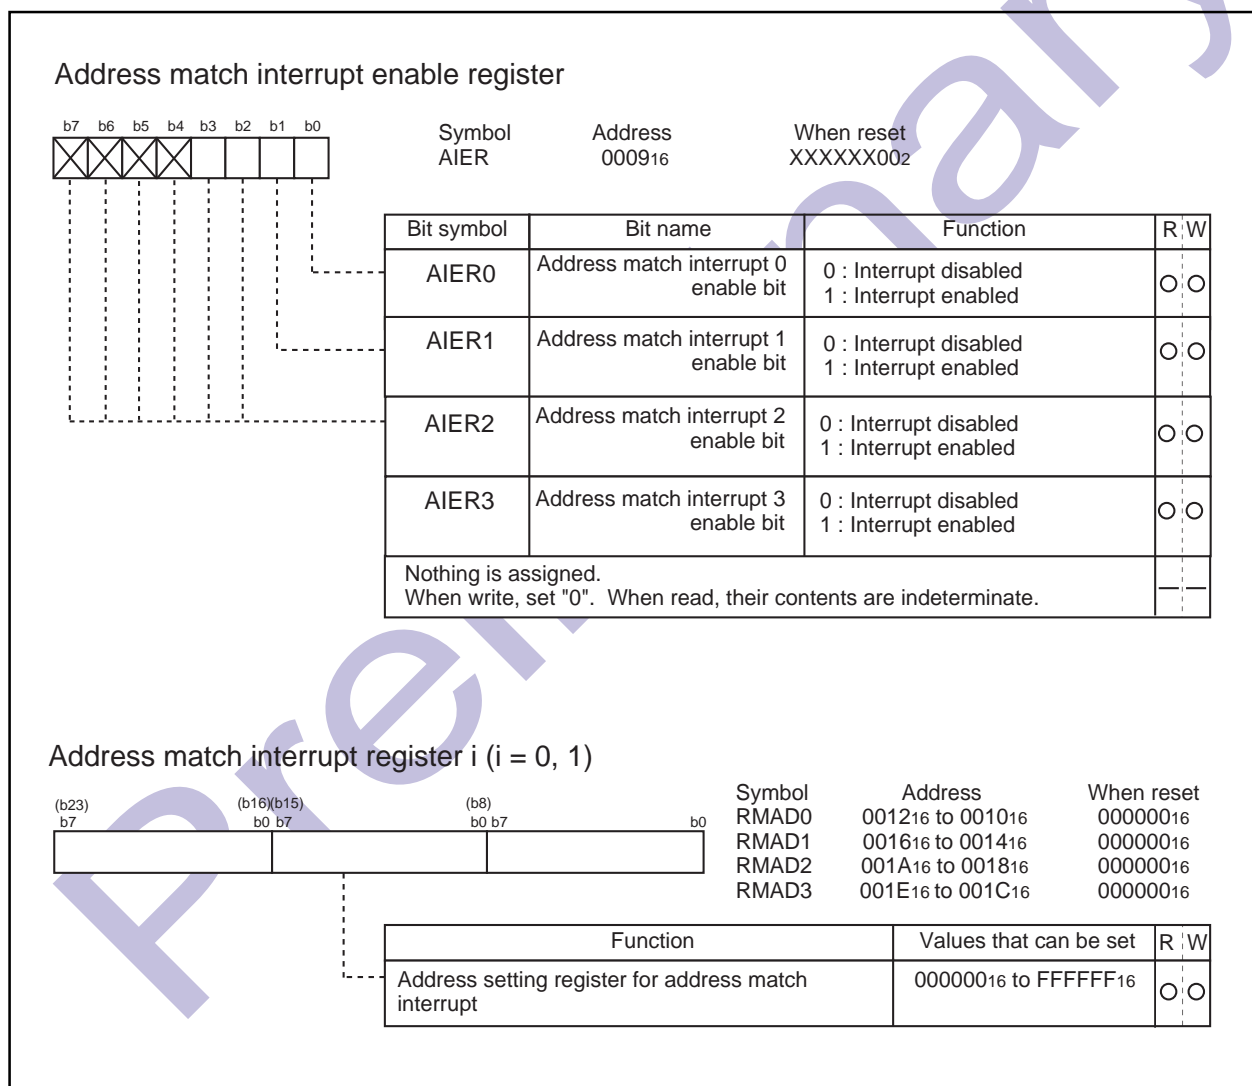 Address match interrupt enable register
b7 b6 b5 b4 b3 b2 b1 b0
Symbol Address When reset
AIER 000916 XXXXXX002
Bit symbol Bit name Function R W
AIER0 Address match interrupt 0 enable bit 0 : Interrupt disabled
1 : Interrupt enabled
AIER1 Address match interrupt 1 enable bit 0 : Interrupt disabled
1 : Interrupt enabled
AIER2 Address match interrupt 2 enable bit 0 : Interrupt disabled
1 : Interrupt enabled
AIER3 Address match interrupt 3 enable bit 0 : Interrupt disabled
1 : Interrupt enabled
Nothing is assigned.
When write, set "0". When read, their contents are indeterminate.
Address match interrupt register i (i = 0, 1)
(b23) (b16)(b15) (b8)
b7 b0 b7 b0 b7 b0
Symbol Address When reset
RMAD0 001216 to 001016 00000016
RMAD1 001616 to 001416 00000016
RMAD2 001A16 to 001816 00000016
RMAD3 001E16 to 001C16 00000016
Function Values that can be set R W
Address setting register for address match 00000016 to FFFFFF16
interrupt